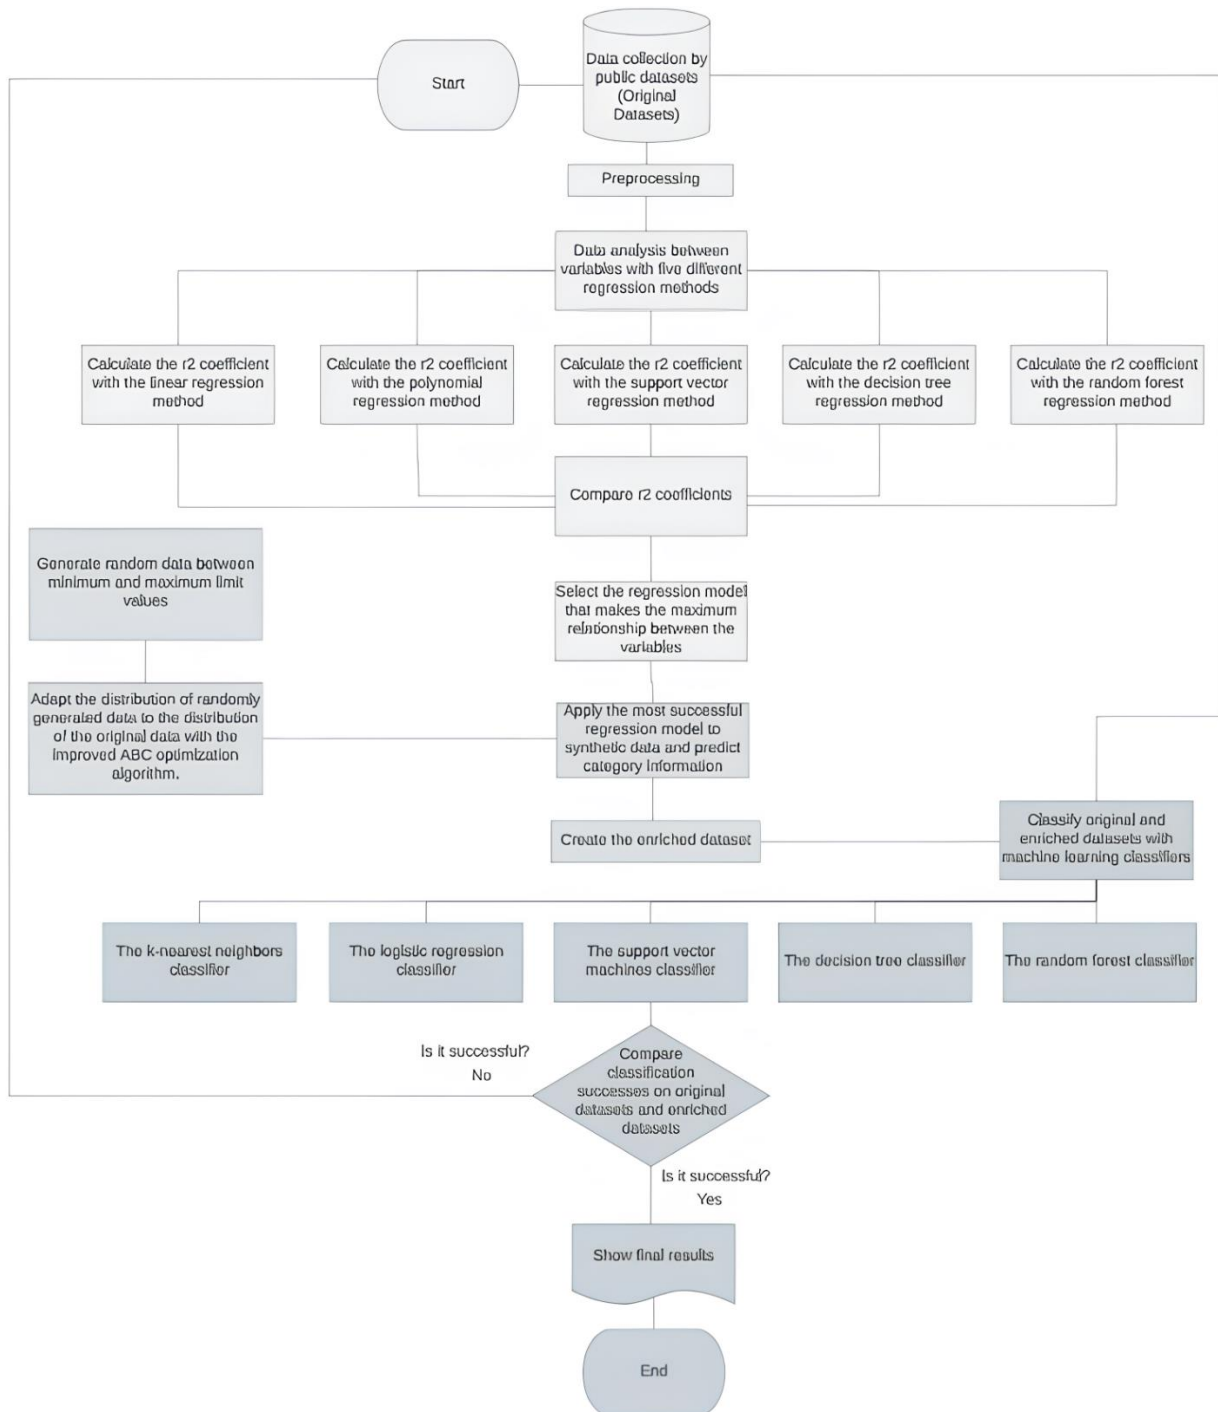 Start
Data collection by
public datasets
(Original
Datasets)
Preprocessing
Data analysis between
variables with five different
regression methods
Calculate the r2 coefficient
with the linear regression
method
Calculate the r2 coefficient
with the polynomial
regression method
Calculate the r2 coefficient
with the support vector
regression method
Calculate the r2 coefficient
with the decision tree
regression method
Calculate the r2 coefficient
with the random forest
regression method
Compare r2 coefficients
Generate random data between
minimum and maximum limit
values
Select the regression model
that makes the maximum
relationship between the
variables
Adapt the distribution of randomly
generated data to the distribution
of the original data with the
improved ABC optimization
algorithm.
Apply the most successful
regression model to
synthetic data and predict
category information
Create the enriched dataset
Classify original and
enriched datasets with
machine learning classifiers
The k-nearest neighbors
classifier
The logistic regression
classifier
The support vector
machines classifier
The decision tree classifier
The random forest classifier
Is it successful?
No
Compare
classification
successes on original
datasets and enriched
datasets
Is it successful?
Yes
Show final results
End